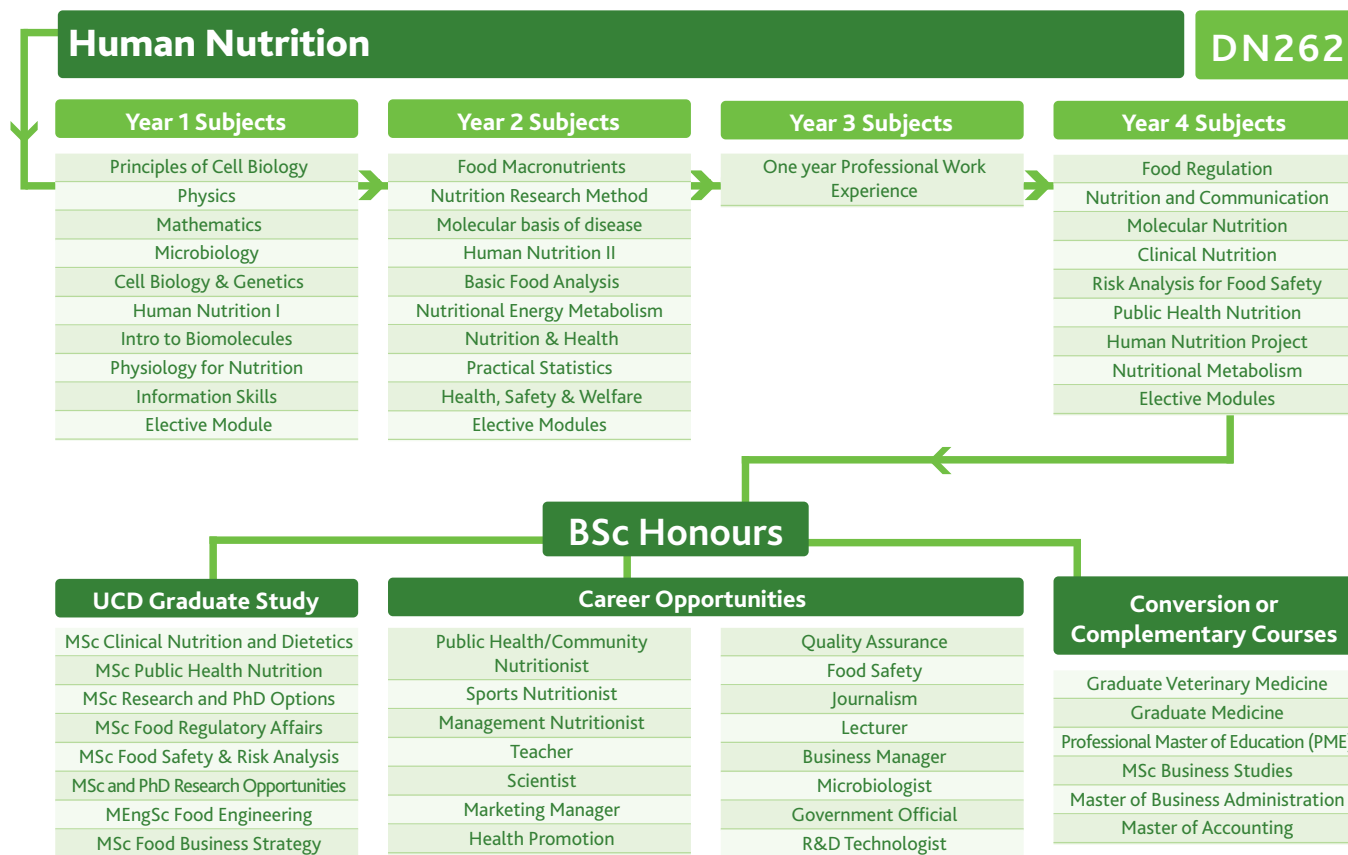 Human Nutrition
DN262
Year 1 Subjects
Principles of Cell Biology
Physics
Mathematics
Microbiology
Cell Biology & Genetics
Human Nutrition I
Intro to Biomolecules
Physiology for Nutrition
Information Skills
Elective Module
Year 2 Subjects
Food Macronutrients
Nutrition Research Method
Molecular basis of disease
Human Nutrition II
Basic Food Analysis
Nutritional Energy Metabolism
Nutrition & Health
Practical Statistics
Health, Safety & Welfare
Elective Modules
Year 3 Subjects
One year Professional Work
Experience
Year 4 Subjects
Food Regulation
Nutrition and Communication
Molecular Nutrition
Clinical Nutrition
Risk Analysis for Food Safety
Public Health Nutrition
Human Nutrition Project
Nutritional Metabolism
Elective Modules
BSc Honours
UCD Graduate Study
MSc Clinical Nutrition and Dietetics
MSc Public Health Nutrition
MSc Research and PhD Options
MSc Food Regulatory Affairs
MSc Food Safety & Risk Analysis
MSc and PhD Research Opportunities
MEngSc Food Engineering
MSc Food Business Strategy
Career Opportunities
Public Health/Community
Nutritionist
Sports Nutritionist
Management Nutritionist
Teacher
Scientist
Marketing Manager
Health Promotion
Quality Assurance
Food Safety
Journalism
Lecturer
Business Manager
Microbiologist
Government Official
R&D Technologist
Conversion or
Complementary Courses
Graduate Veterinary Medicine
Graduate Medicine
Professional Master of Education (PME)
MSc Business Studies
Master of Business Administration
Master of Accounting